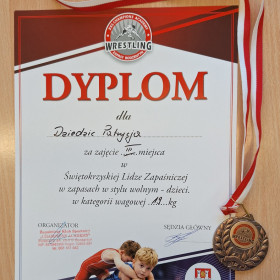 WRESTLING
DYPLOM
dla
Dziedzic Patrycja
za zajęcie III miejsca
w
Świętokrzyskiej Lidze Zapaśniczej
w zapasach w stylu wolnym - dzieci.
w kategorii wagowej kg
ORGANIZATOR
SĘDZIA GŁÓWNY